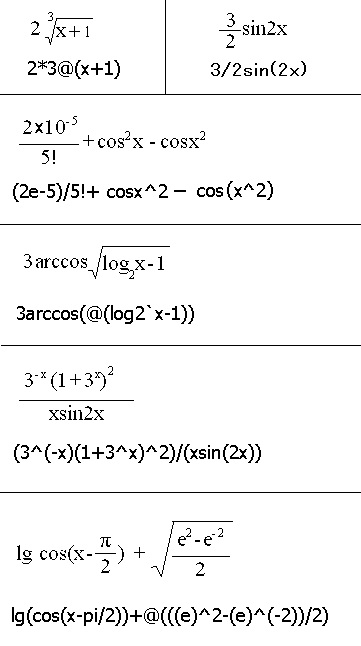 2∛(x+1)
2*3@(x+1)
3/2 sin2x
3/2sin(2x)
2x10⁻⁵/5! + cos²x - cosx²
(2e-5)/5!+ cosx^2 − cos(x^2)
3arccos√(log₂x-1)
3arccos(@(log2`x-1))
3⁻ˣ(1+3ˣ)²/xsin2x
(3^(-x)(1+3^x)^2)/(xsin(2x))
lg cos(x-π/2) + √((e²-e⁻²)/2)
lg(cos(x-pi/2))+@(((e)^2-(e)^(-2))/2)